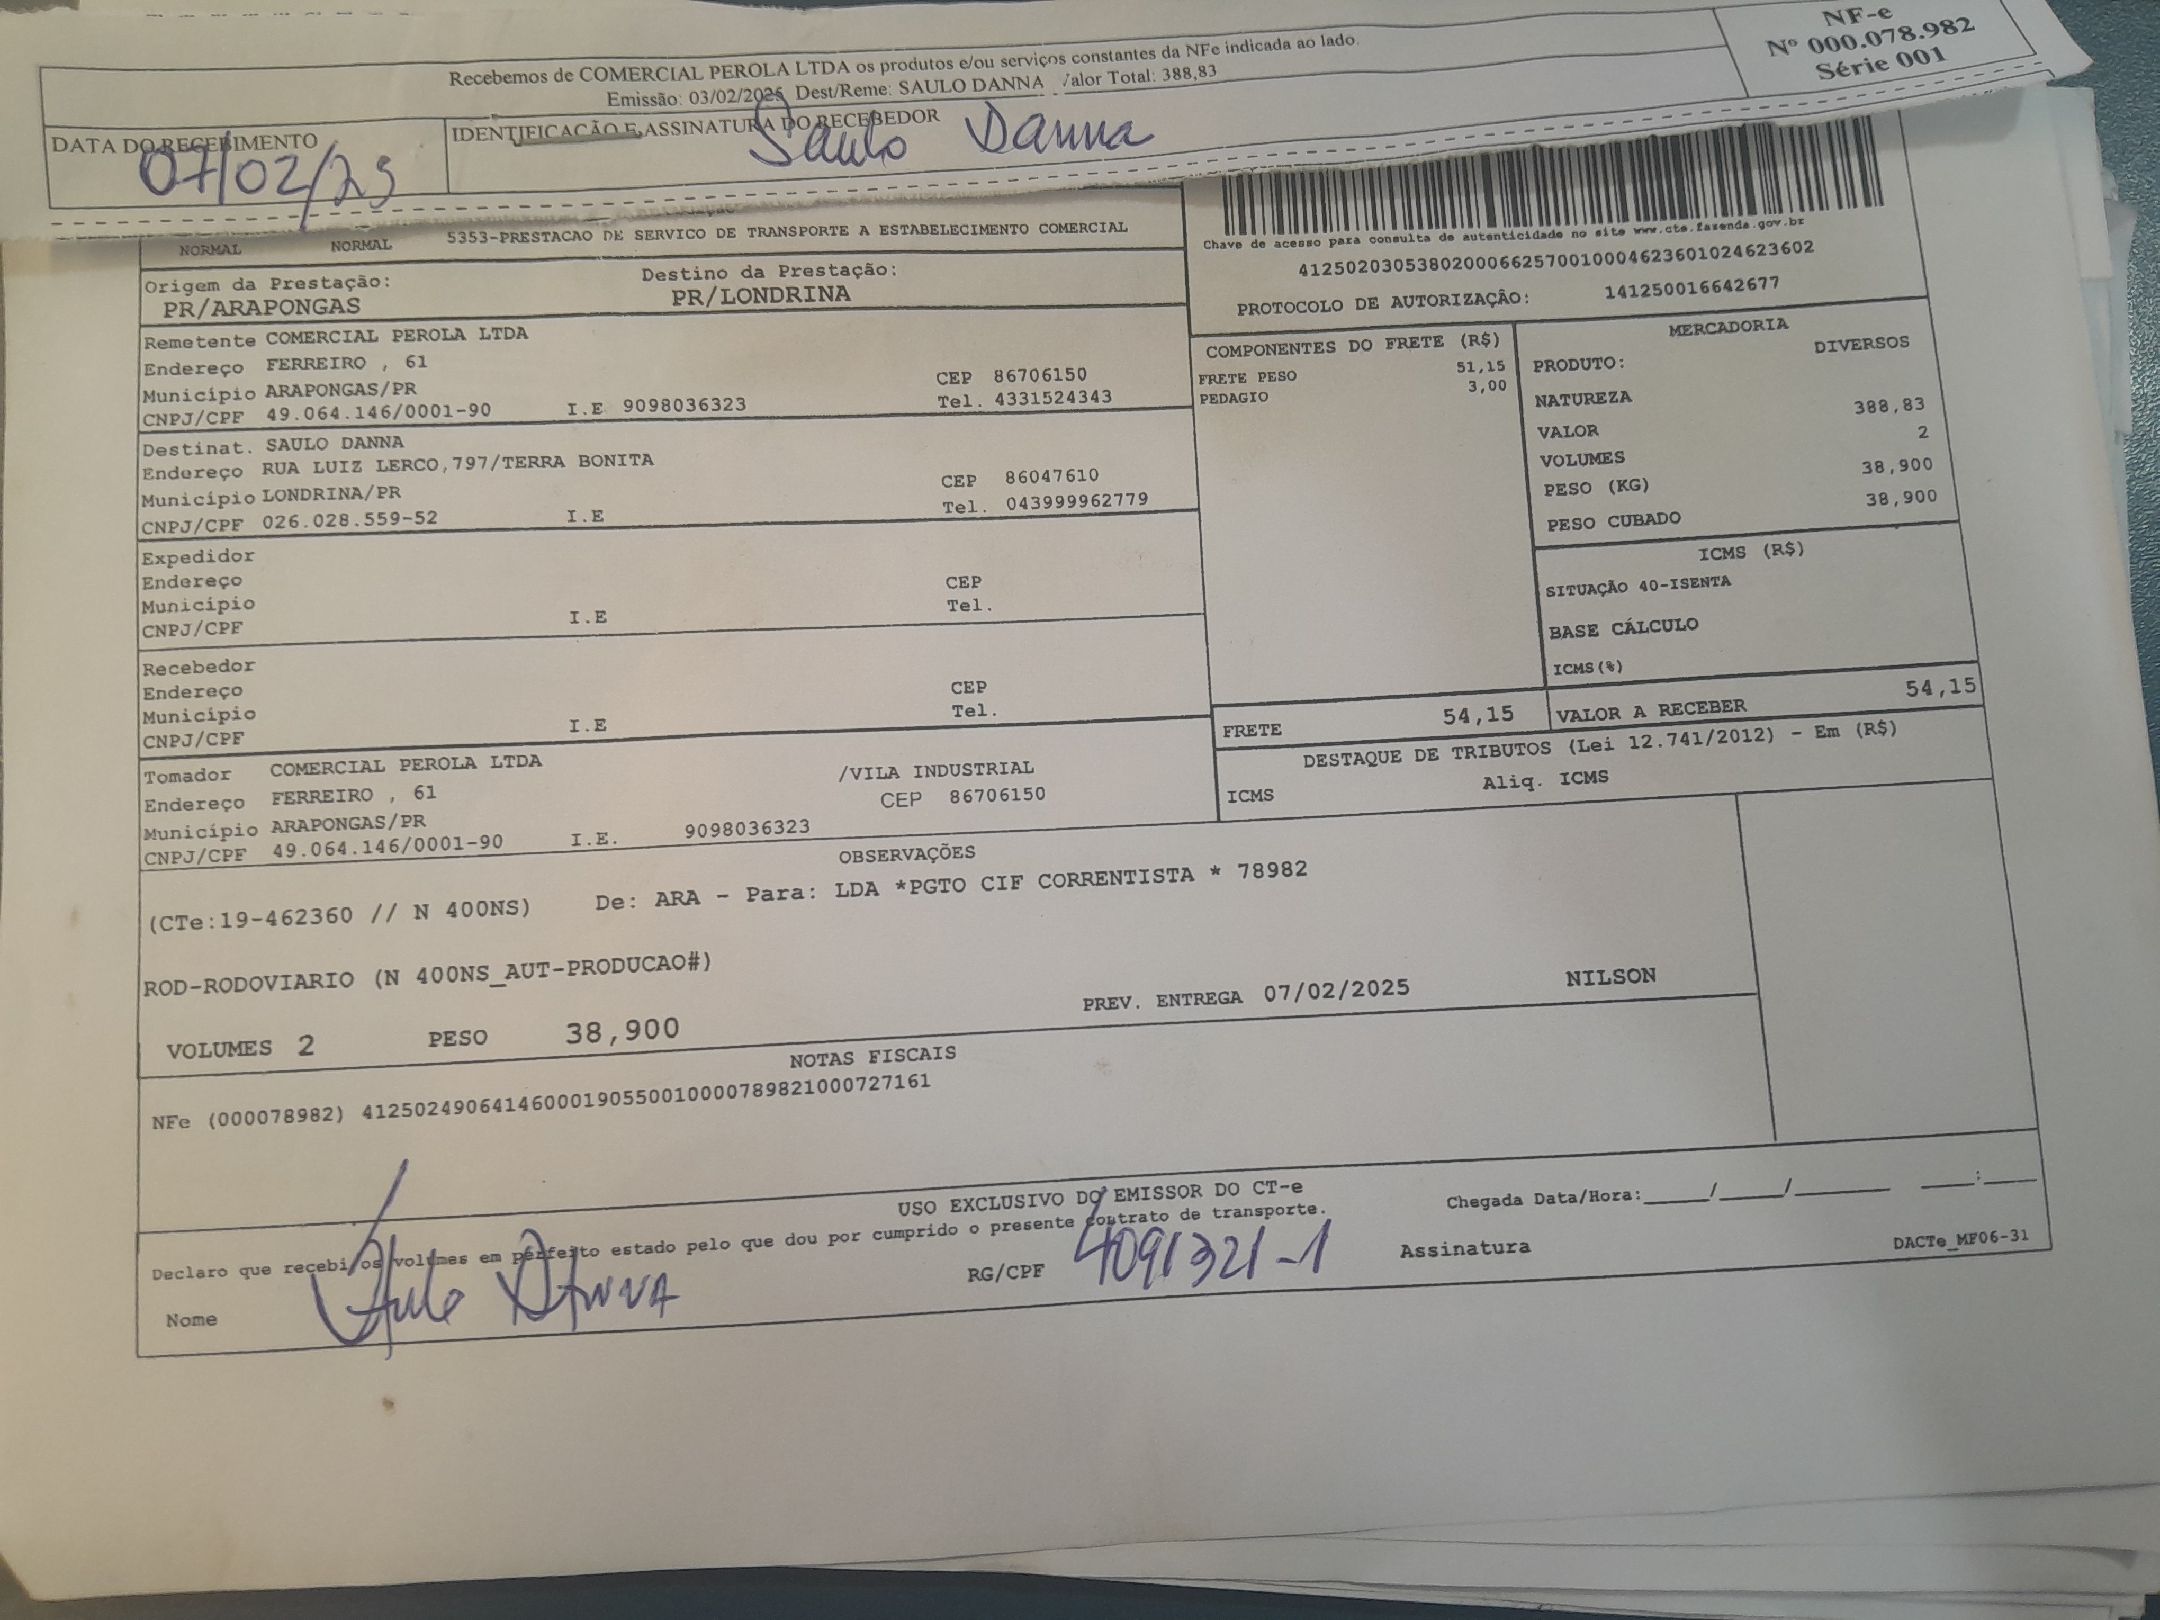 Recebemos de COMERCIAL PEROLA LTDA os produtos e/ou serviços constantes da NFe indicada ao lado.
Emissão: 03/02/2025 Dest/Reme: SAULO DANNA Valor Total: 388,83
NF-e
Nº 000.078.982
Série 001
DATA DO RECEBIMENTO
07/02/25
IDENTIFICAÇÃO E ASSINATURA DO RECEBEDOR
Saulo Danna
NORMAL NORMAL 5353-PRESTACAO DE SERVICO DE TRANSPORTE A ESTABELECIMENTO COMERCIAL
Chave de acesso para consulta de autenticidade no site www.cte.fazenda.gov.br
41250203053802000662570010004623601024623602
PROTOCOLO DE AUTORIZAÇÃO: 141250016642677
Origem da Prestação: Destino da Prestação:
PR/ARAPONGAS PR/LONDRINA
Remetente COMERCIAL PEROLA LTDA
Endereço FERREIRO , 61
Município ARAPONGAS/PR CEP 86706150
CNPJ/CPF 49.064.146/0001-90 I.E 9098036323 Tel. 4331524343
Destinat. SAULO DANNA
Endereço RUA LUIZ LERCO,797/TERRA BONITA
Município LONDRINA/PR CEP 86047610
CNPJ/CPF 026.028.559-52 I.E Tel. 043999962779
Expedidor
Endereço
Município CEP
CNPJ/CPF I.E Tel.
Recebedor
Endereço
Município CEP
CNPJ/CPF I.E Tel.
Tomador COMERCIAL PEROLA LTDA
Endereço FERREIRO , 61 /VILA INDUSTRIAL
Município ARAPONGAS/PR CEP 86706150
CNPJ/CPF 49.064.146/0001-90 I.E. 9098036323
COMPONENTES DO FRETE (R$)
FRETE PESO 51,15
PEDAGIO 3,00
MERCADORIA
PRODUTO: DIVERSOS
NATUREZA
VALOR 388,83
VOLUMES 2
PESO (KG) 38,900
PESO CUBADO 38,900
ICMS (R$)
SITUAÇÃO 40-ISENTA
BASE CÁLCULO
ICMS(%)
FRETE 54,15 VALOR A RECEBER 54,15
DESTAQUE DE TRIBUTOS (Lei 12.741/2012) - Em (R$)
ICMS Aliq. ICMS
OBSERVAÇÕES
(CTe:19-462360 // N 400NS) De: ARA - Para: LDA *PGTO CIF CORRENTISTA * 78982
ROD-RODOVIARIO (N 400NS_AUT-PRODUCAO#)
VOLUMES 2 PESO 38,900 PREV. ENTREGA 07/02/2025 NILSON
NOTAS FISCAIS
NFe (000078982) 41250249064146000190550010000789821000727161
USO EXCLUSIVO DO EMISSOR DO CT-e
Declaro que recebi os volumes em perfeito estado pelo que dou por cumprido o presente contrato de transporte.
Chegada Data/Hora:_____/_____/_______ ____:____
Nome Saulo Danna RG/CPF 4091321-1 Assinatura
DACTe_MF06-31